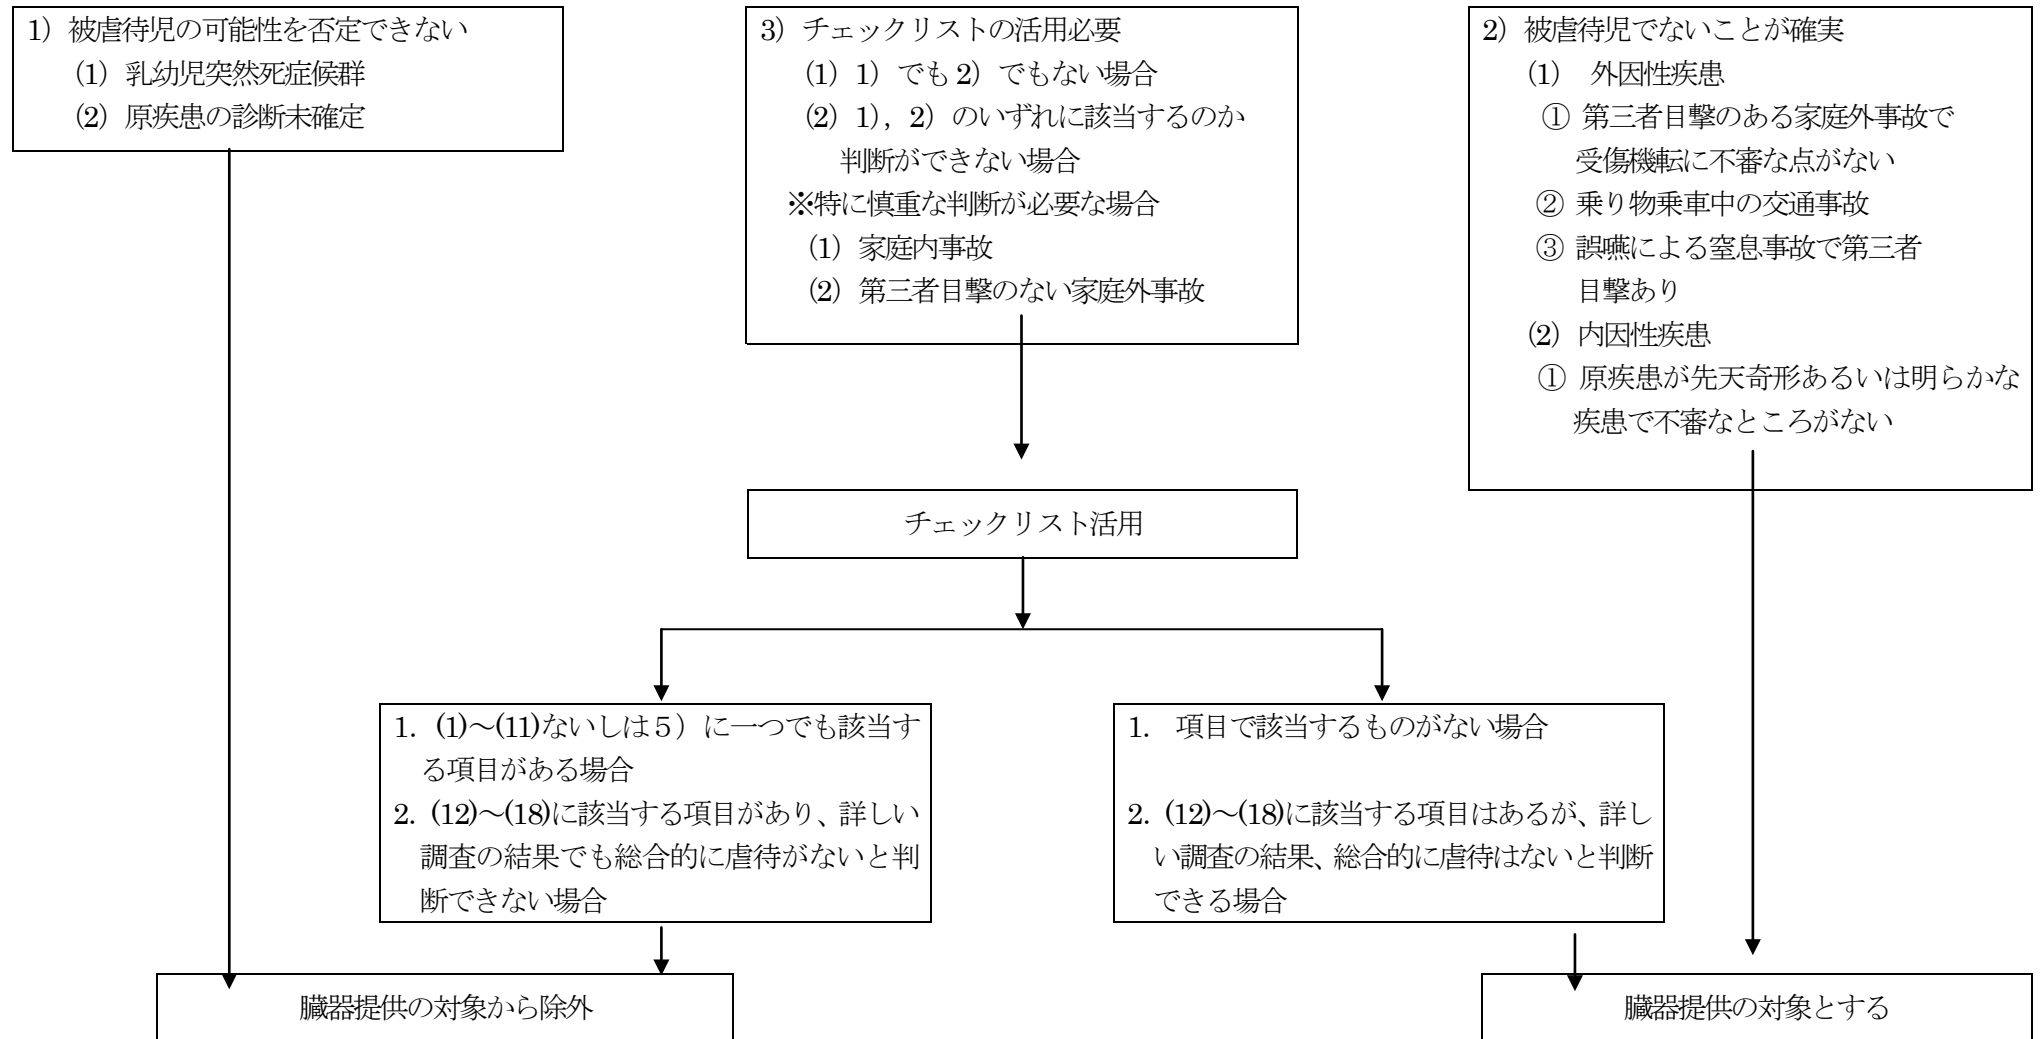 1）被虐待児の可能性を否定できない
(1）乳幼児突然死症候群
(2）原疾患の診断未確定
3）チェックリストの活用必要
(1）1）でも 2）でもない場合
(2）1），2）のいずれに該当するのか
判断ができない場合
※特に慎重な判断が必要な場合
(1）家庭内事故
(2）第三者目撃のない家庭外事故
2）被虐待児でないことが確実
(1） 外因性疾患
① 第三者目撃のある家庭外事故で
受傷機転に不審な点がない
② 乗り物乗車中の交通事故
③ 誤嚥による窒息事故で第三者
目撃あり
(2）内因性疾患
① 原疾患が先天奇形あるいは明らかな
疾患で不審なところがない
チェックリスト活用
1. (1)～(11)ないしは５）に一つでも該当す
る項目がある場合
2. (12)～(18)に該当する項目があり、詳しい
調査の結果でも総合的に虐待がないと判
断できない場合
1. 項目で該当するものがない場合
2. (12)～(18)に該当する項目はあるが、詳し
い調査の結果、総合的に虐待はないと判断
できる場合
臓器提供の対象から除外
臓器提供の対象とする